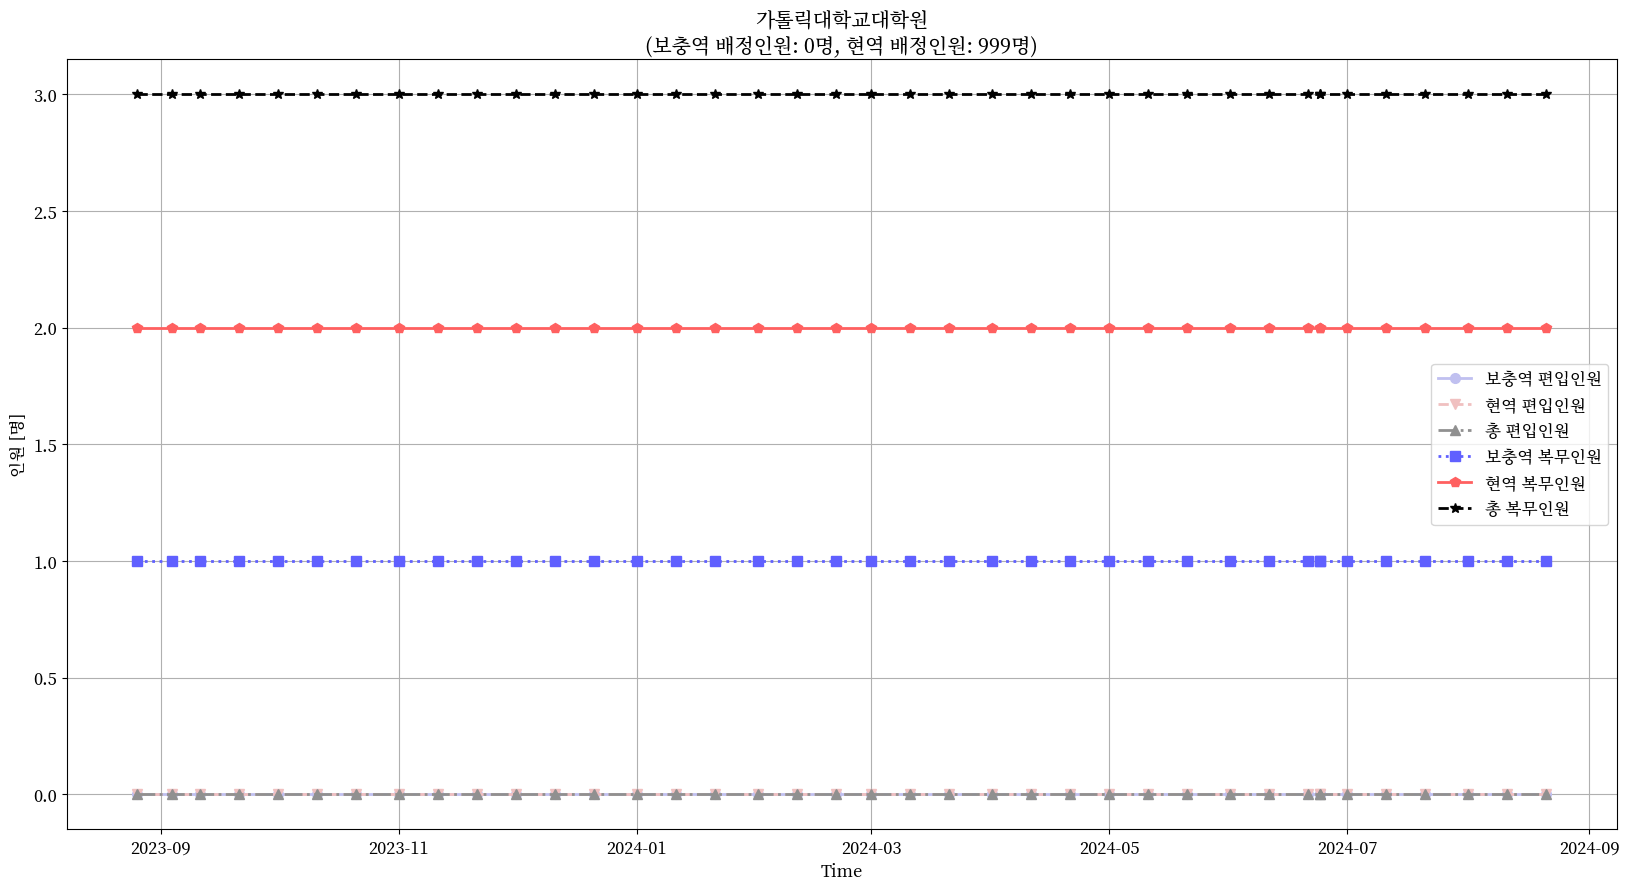 가톨릭대학교대학원
(보충역 배정인원: 0명, 현역 배정인원: 999명)
인원 [명]
3.0
2.5
2.0
1.5
1.0
0.5
0.0
보충역 편입인원
현역 편입인원
총 편입인원
보충역 복무인원
현역 복무인원
총 복무인원
2023-09
2023-11
2024-01
2024-03
2024-05
2024-07
2024-09
Time